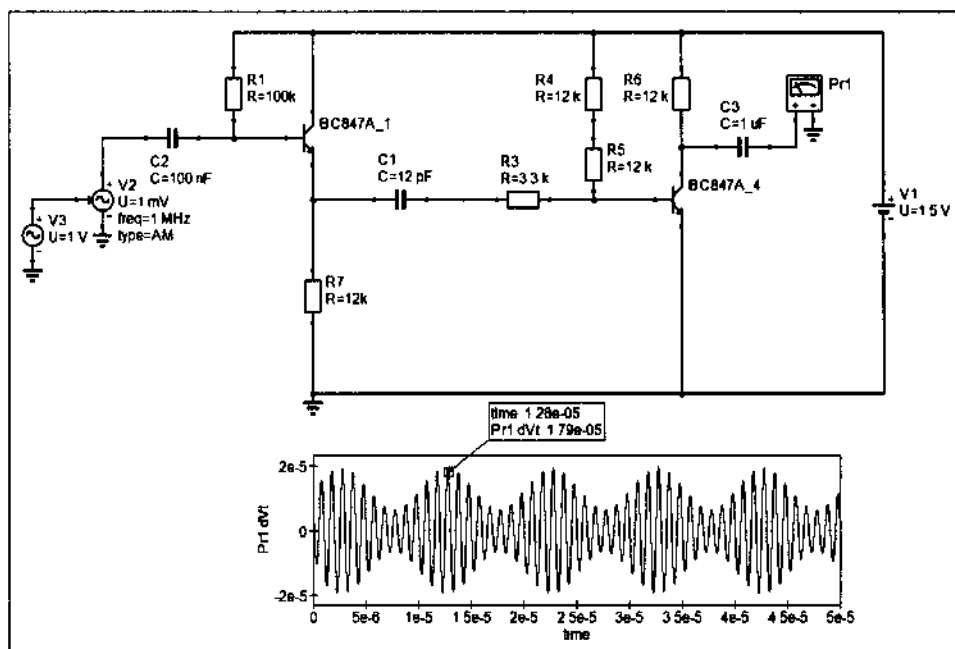 R1
R=100k
BC847A_1
C2
C=100 nF
V2
U=1 mV
freq=1 MHz
type=AM
V3
U=1 V
C1
C=12 pF
R3
R=3.3 k
R4
R=12 k
R5
R=12 k
R6
R=12 k
C3
C=1 uF
Pr1
BC847A_4
V1
U=1.5 V
R7
R=12k
time 1.28e-05
Pr1 dVt 1.79e-05
Pr1 dVt
2e-5
0
-2e-5
0 5e-6 1e-5 1.5e-5 2e-5 2.5e-5 3e-5 3.5e-5 4e-5 4.5e-5 5e-5
time